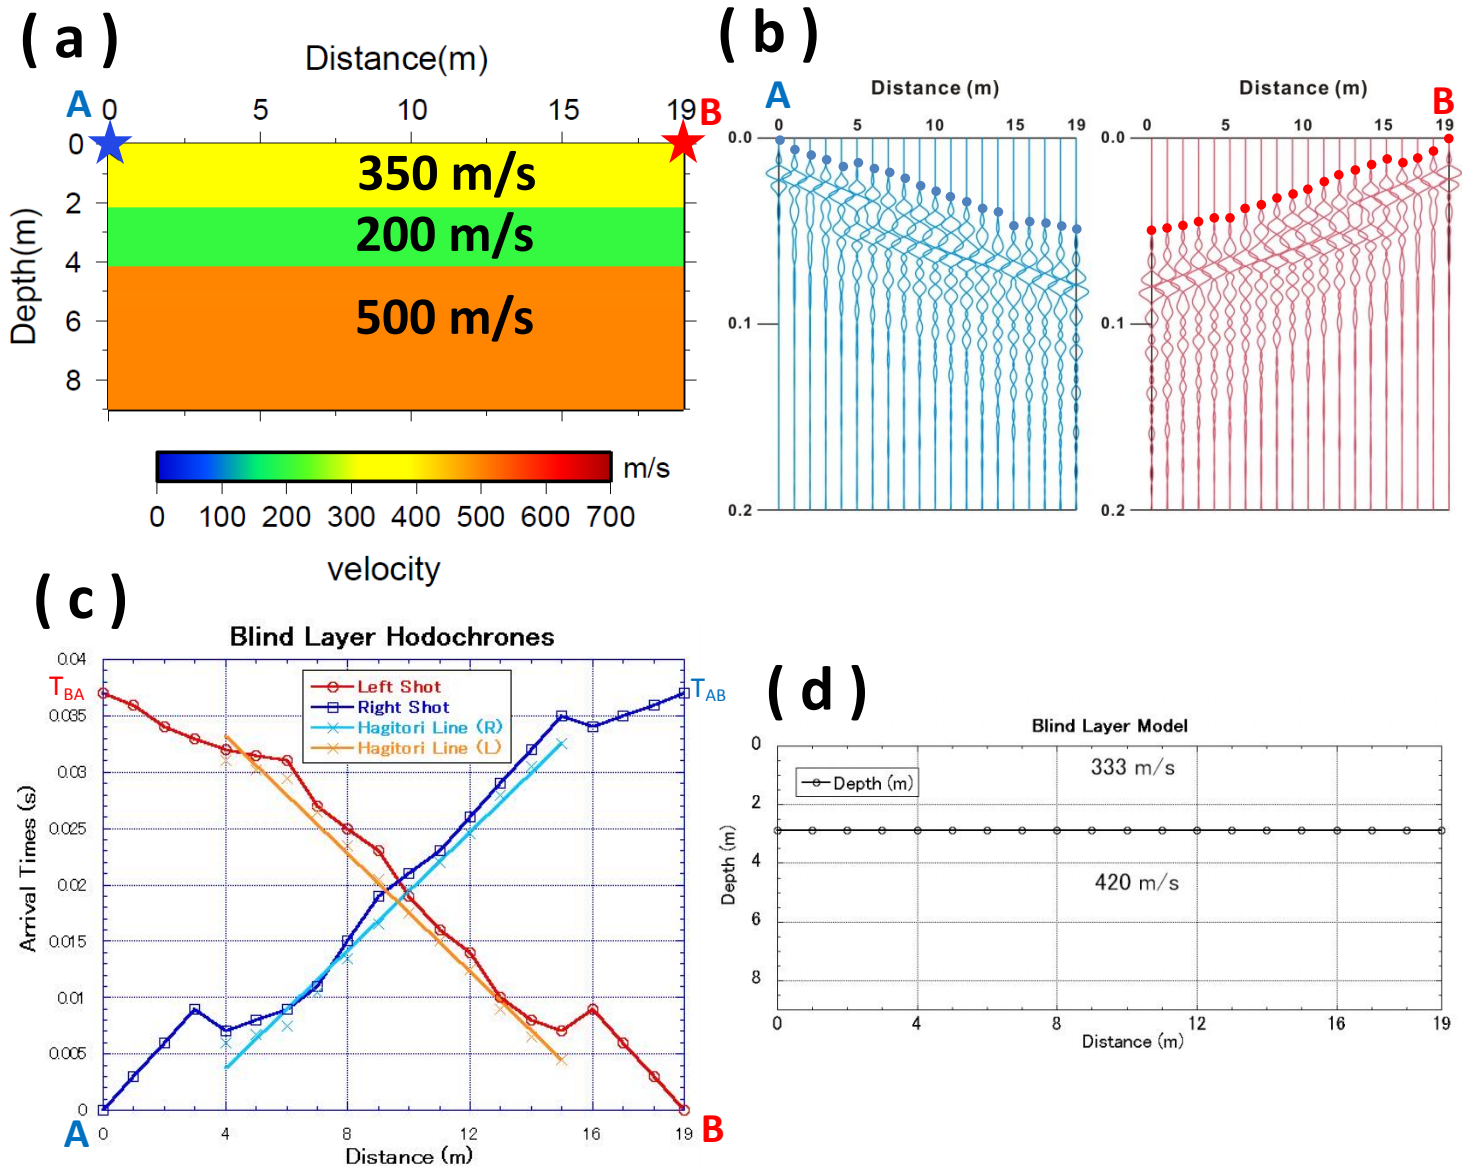 ( a )
Distance(m)
A 0 5 10 15 19 B
0
2
4
6
8
Depth(m)
350 m/s
200 m/s
500 m/s
m/s
0 100 200 300 400 500 600 700
velocity
( b )
Distance (m)
A
0 5 10 15 19
0.0
0.1
0.2
Distance (m)
B
0 5 10 15 19
0.0
0.1
0.2
( c )
Blind Layer Hodochrones
0.04
0.035
0.03
0.025
0.02
0.015
0.01
0.005
0
Arrival Times (s)
TBA
TAB
Left Shot
Right Shot
Hagitori Line (R)
Hagitori Line (L)
A 0 4 8 12 16 19 B
Distance (m)
( d )
Blind Layer Model
0
2
4
6
8
Depth (m)
333 m/s
Depth (m)
420 m/s
0 4 8 12 16 19
Distance (m)